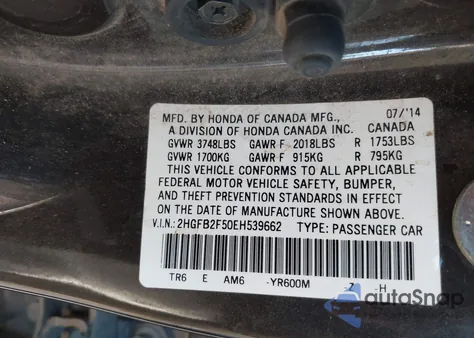 MFD. BY HONDA OF CANADA MFG., 07/'14
A DIVISION OF HONDA CANADA INC. CANADA
GVWR 3748LBS GAWR F 2018LBS R 1753LBS
GVWR 1700KG GAWR F 915KG R 795KG
THIS VEHICLE CONFORMS TO ALL APPLICABLE
FEDERAL MOTOR VEHICLE SAFETY, BUMPER,
AND THEFT PREVENTION STANDARDS IN EFFECT
ON THE DATE OF MANUFACTURE SHOWN ABOVE.
V.I.N.: 2HGFB2F50EH539662 TYPE: PASSENGER CAR
TR6 E AM6 -YR600M Z -H
autoSnap